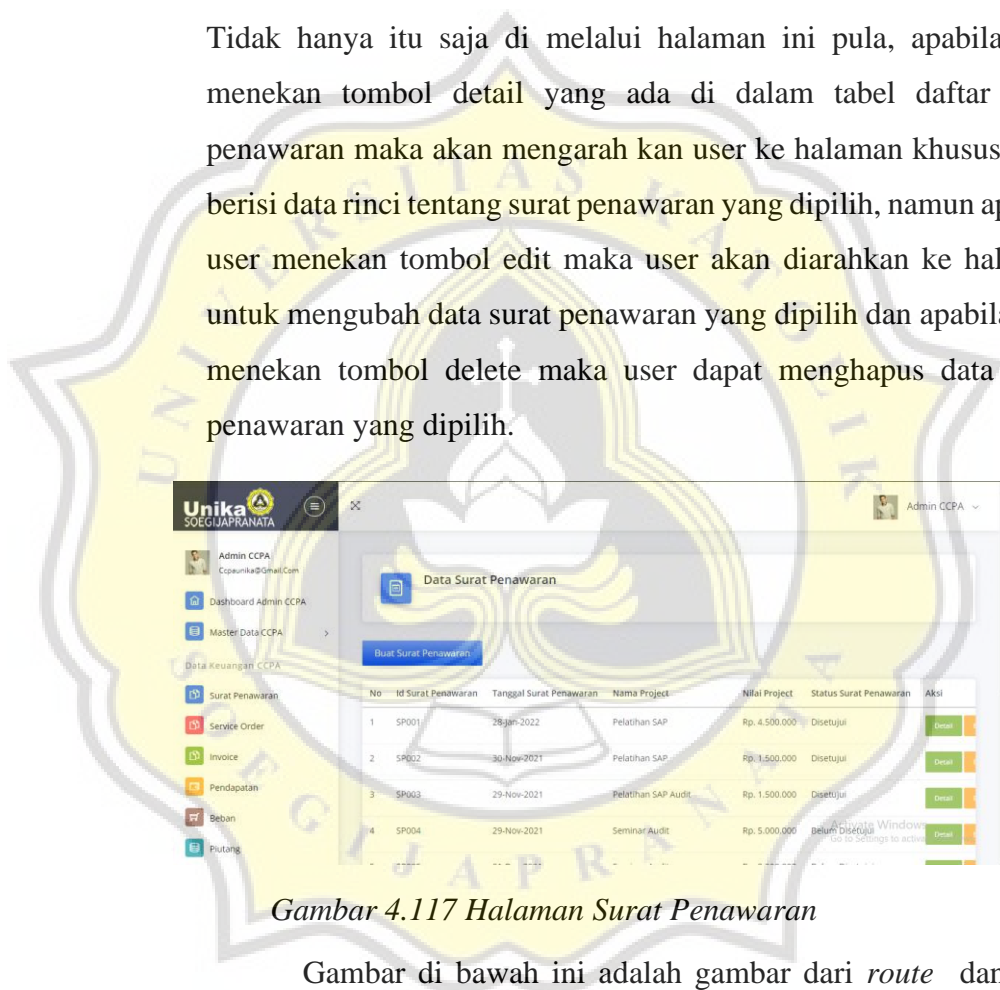 Tidak hanya itu saja di melalui halaman ini pula, apabila
menekan tombol detail yang ada di dalam tabel daftar
penawaran maka akan mengarah kan user ke halaman khusus
berisi data rinci tentang surat penawaran yang dipilih, namun ap
user menekan tombol edit maka user akan diarahkan ke hal
untuk mengubah data surat penawaran yang dipilih dan apabila
menekan tombol delete maka user dapat menghapus data
penawaran yang dipilih.
UNIVERSITAS KATOLIK
SOEGIJAPRANATA
Unika
SOEGIJAPRANATA
Admin CCPA
Admin CCPA
Ccpaunika@Gmail.Com
Dashboard Admin CCPA
Master Data CCPA
Data Keuangan CCPA
Surat Penawaran
Service Order
Invoice
Pendapatan
Beban
Piutang
Data Surat Penawaran
Buat Surat Penawaran
No Id Surat Penawaran Tanggal Surat Penawaran Nama Project Nilai Project Status Surat Penawaran Aksi
1 SP001 28-Jan-2022 Pelatihan SAP Rp. 4.500.000 Disetujui Detail
2 SP002 30-Nov-2021 Pelatihan SAP Rp. 1.500.000 Disetujui Detail
3 SP003 29-Nov-2021 Pelatihan SAP Audit Rp. 1.500.000 Disetujui Detail
4 SP004 29-Nov-2021 Seminar Audit Rp. 5.000.000 Belum Disetujui Detail
Activate Windows
Go to Settings to activa
Gambar 4.117 Halaman Surat Penawaran
Gambar di bawah ini adalah gambar dari route dan